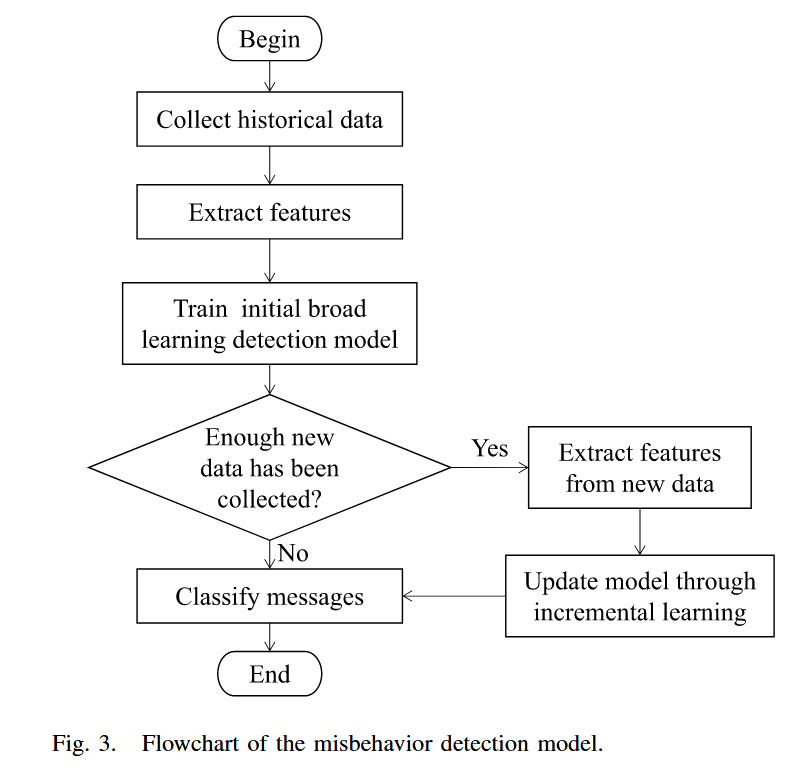 Begin
Collect historical data
Extract features
Train initial broad
learning detection model
Enough new
data has been
collected?
Yes
Extract features
from new data
Update model through
incremental learning
No
Classify messages
End
Fig. 3. Flowchart of the misbehavior detection model.